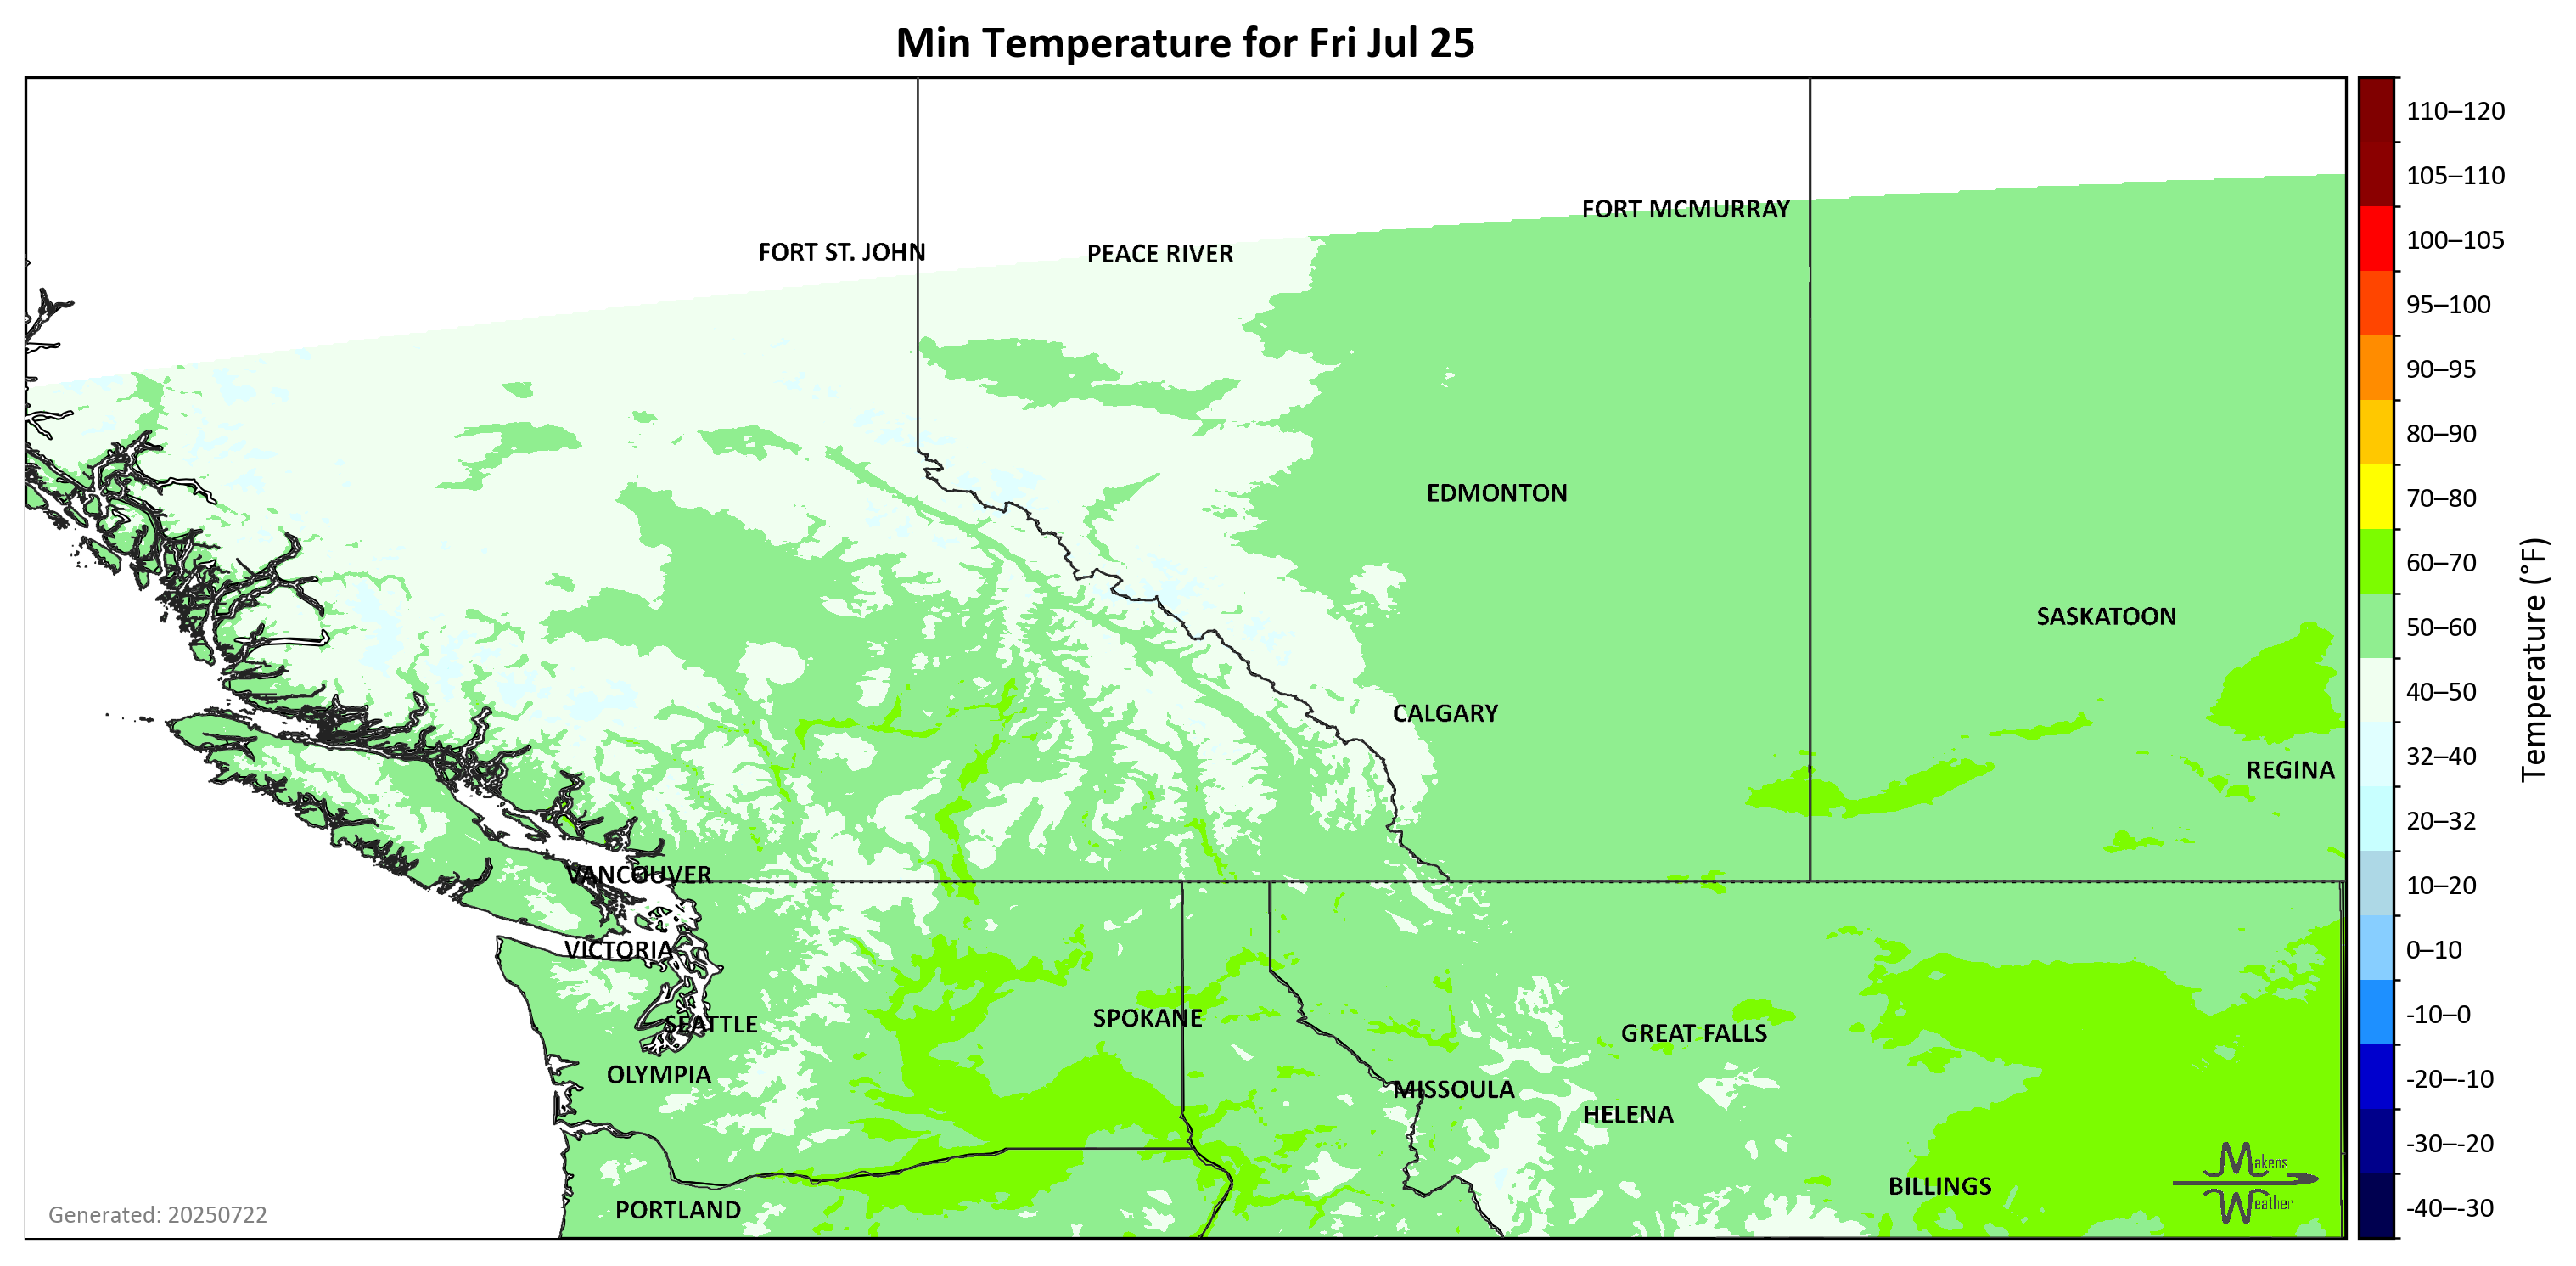 Min Temperature for Fri Jul 25
110–120
105–110
100–105
95–100
90–95
80–90
70–80
60–70
50–60
40–50
32–40
20–32
10–20
0–10
-10–0
-20–-10
-30–-20
-40–-30
Temperature (°F)
FORT MCMURRAY
FORT ST. JOHN
PEACE RIVER
EDMONTON
SASKATOON
CALGARY
REGINA
VANCOUVER
VICTORIA
SEATTLE
SPOKANE
GREAT FALLS
OLYMPIA
MISSOULA
HELENA
BILLINGS
PORTLAND
Makens
Weather
Generated: 20250722